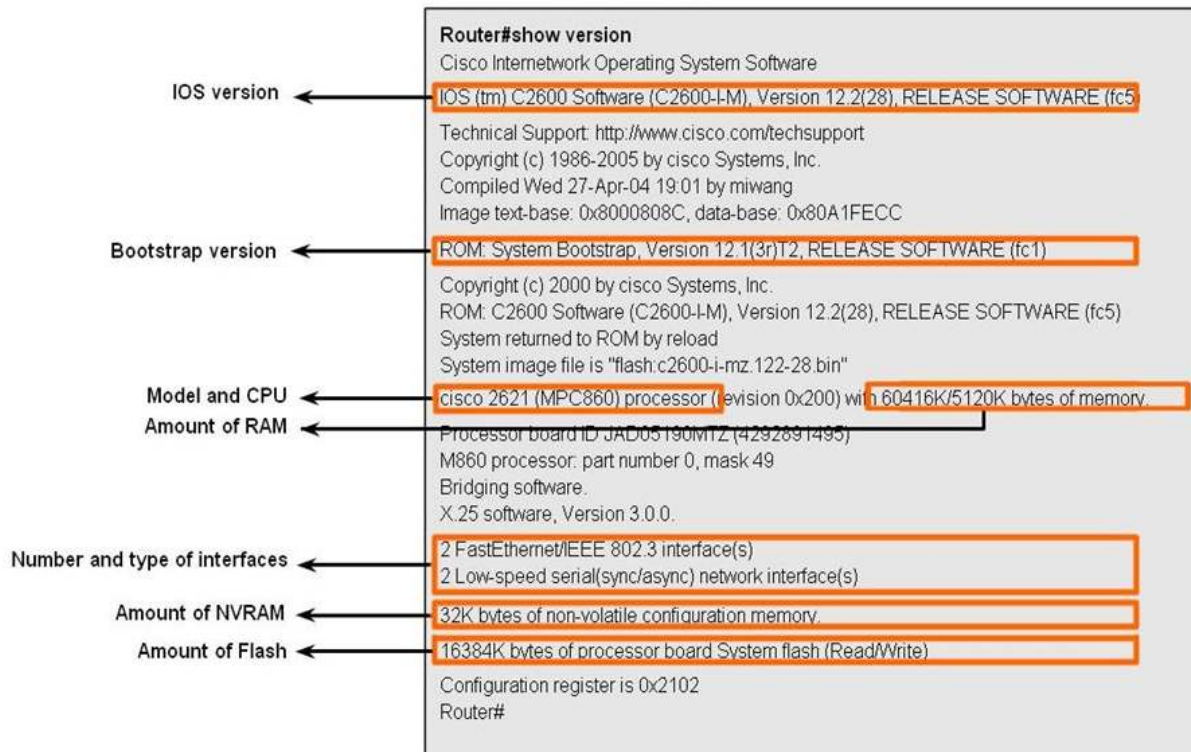 Router#show version
Cisco Internetwork Operating System Software
IOS version
IOS (tm) C2600 Software (C2600-I-M), Version 12.2(28), RELEASE SOFTWARE (fc5)
Technical Support: http://www.cisco.com/techsupport
Copyright (c) 1986-2005 by cisco Systems, Inc.
Compiled Wed 27-Apr-04 19:01 by miwang
Image text-base: 0x8000808C, data-base: 0x80A1FECC
Bootstrap version
ROM: System Bootstrap, Version 12.1(3r)T2, RELEASE SOFTWARE (fc1)
Copyright (c) 2000 by cisco Systems, Inc.
ROM: C2600 Software (C2600-I-M), Version 12.2(28), RELEASE SOFTWARE (fc5)
System returned to ROM by reload
System image file is "flash:c2600-i-mz.122-28.bin"
Model and CPU
cisco 2621 (MPC860) processor (revision 0x200) with 60416K/5120K bytes of memory.
Amount of RAM
Processor board ID JAD05190MTZ (4292891495)
M860 processor: part number 0, mask 49
Bridging software.
X.25 software, Version 3.0.0.
Number and type of interfaces
2 FastEthernet/IEEE 802.3 interface(s)
2 Low-speed serial(sync/async) network interface(s)
Amount of NVRAM
32K bytes of non-volatile configuration memory.
Amount of Flash
16384K bytes of processor board System flash (Read/Write)
Configuration register is 0x2102
Router#